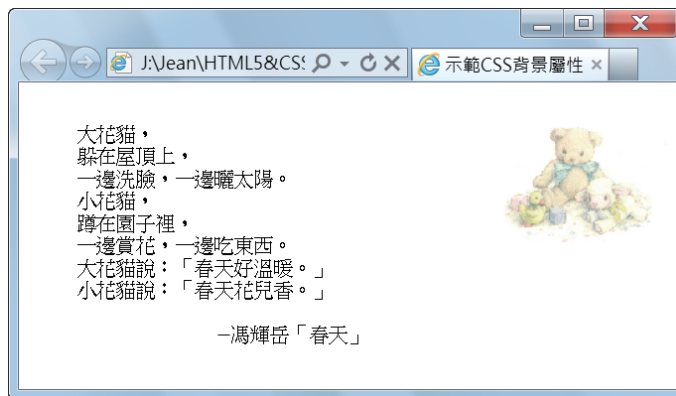 J:\Jean\HTML5&CSS
示範CSS背景屬性
大花貓，
躲在屋頂上，
一邊洗臉，一邊曬太陽。
小花貓，
蹲在園子裡，
一邊賞花，一邊吃東西。
大花貓說：「春天好溫暖。」
小花貓說：「春天花兒香。」
–馮輝岳「春天」